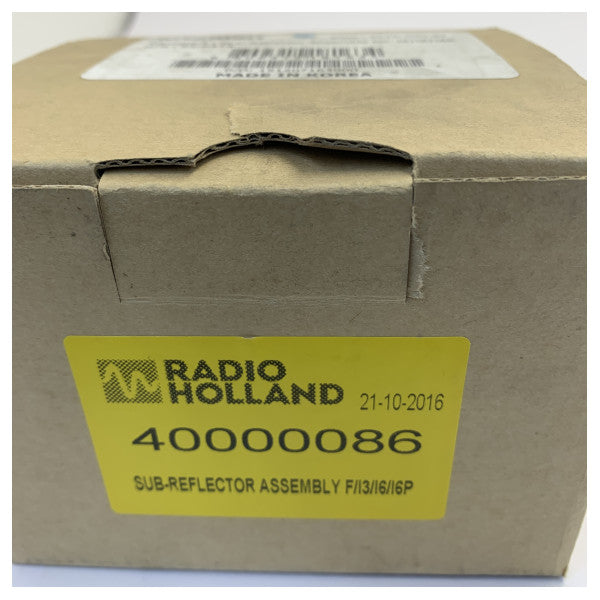 MADE IN KOREA
RADIO
HOLLAND
21-10-2016
40000086
SUB-REFLECTOR ASSEMBLY F/I3/I6/I6P